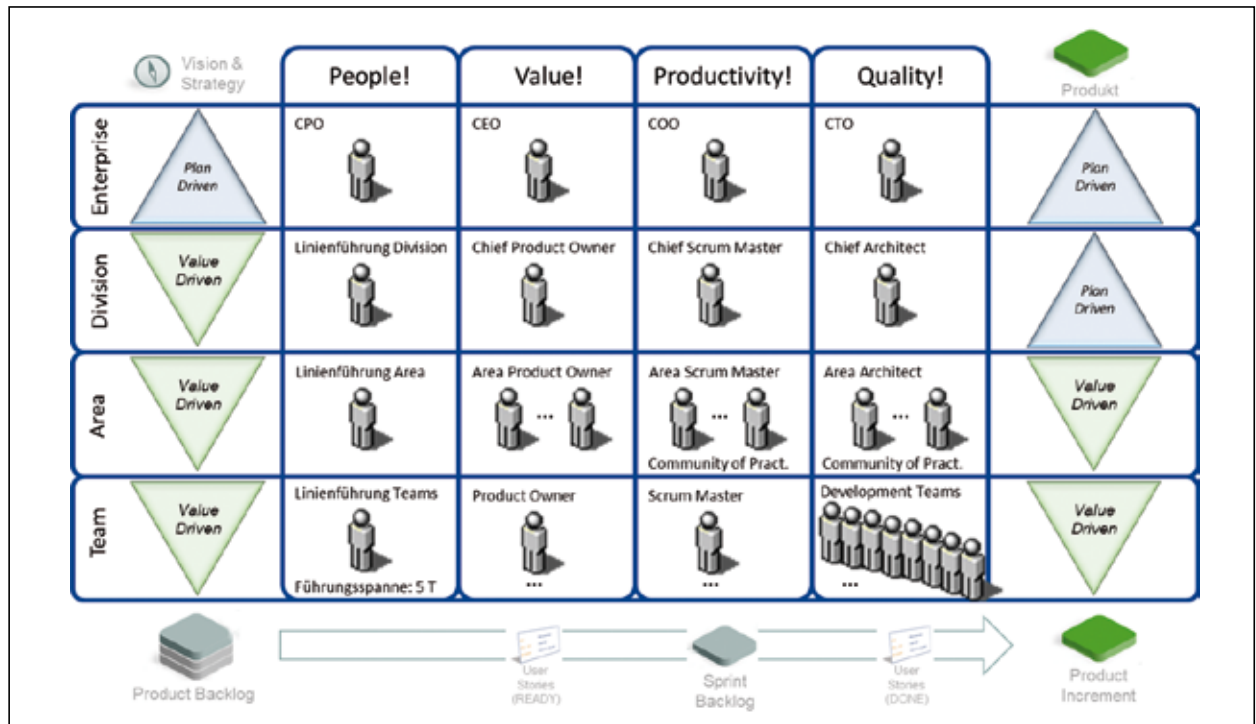 Vision &
Strategy
People!
Value!
Productivity!
Quality!
Produkt
Enterprise
Plan
Driven
CPO
CEO
COO
CTO
Plan
Driven
Division
Value
Driven
Linienführung Division
Chief Product Owner
Chief Scrum Master
Chief Architect
Plan
Driven
Area
Value
Driven
Linienführung Area
Area Product Owner
...
Area Scrum Master
...
Community of Pract.
Area Architect
...
Community of Pract.
Value
Driven
Team
Value
Driven
Linienführung Teams
Führungsspanne: 5 T
Product Owner
...
Scrum Master
...
Development Teams
...
Value
Driven
Product Backlog
User
Stories
(READY)
Sprint
Backlog
User
Stories
(DONE)
Product
Increment